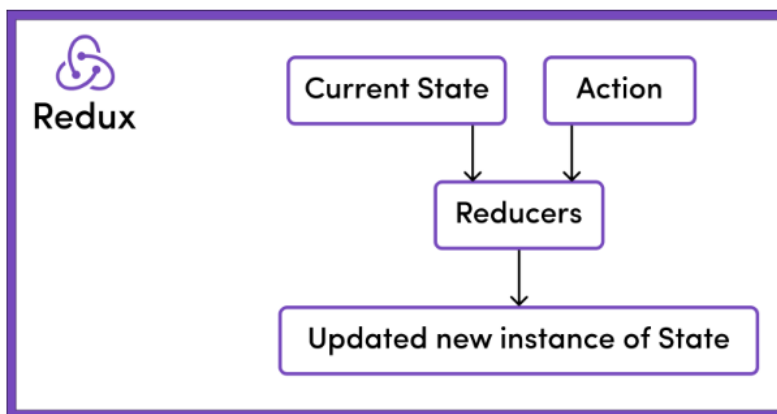 Redux
Current State
Action
Reducers
Updated new instance of State